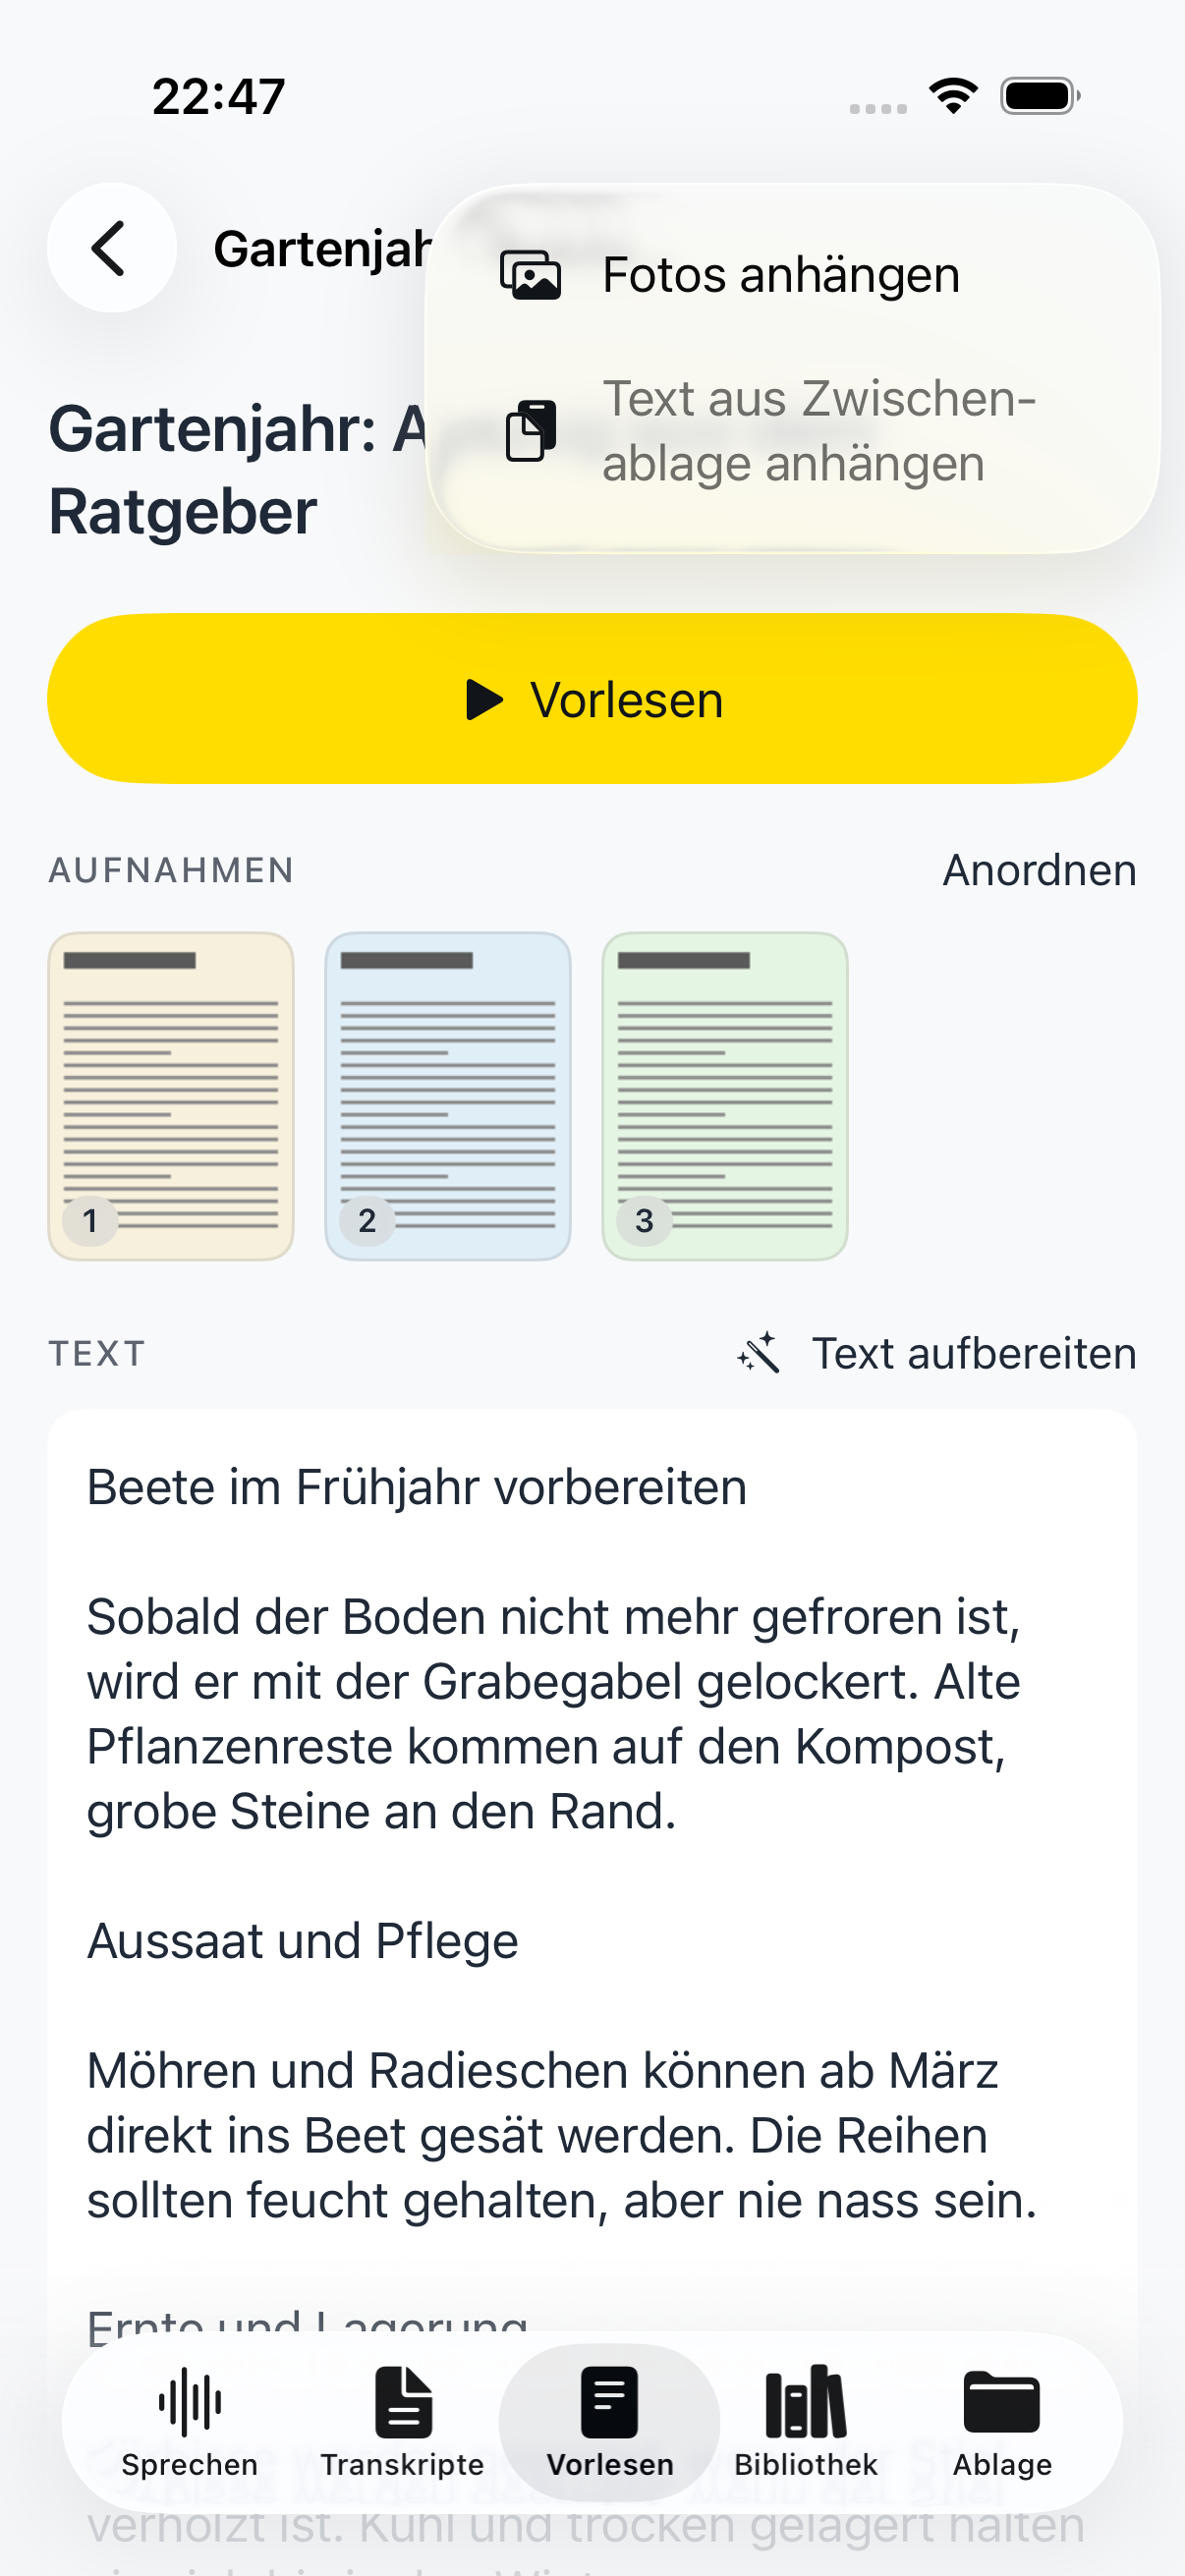 22:47
Gartenjah
Fotos anhängen
Text aus Zwischen-
ablage anhängen
Gartenjahr: A
Ratgeber
Vorlesen
AUFNAHMEN
Anordnen
1
2
3
TEXT
Text aufbereiten
Beete im Frühjahr vorbereiten
Sobald der Boden nicht mehr gefroren ist,
wird er mit der Grabegabel gelockert. Alte
Pflanzenreste kommen auf den Kompost,
grobe Steine an den Rand.
Aussaat und Pflege
Möhren und Radieschen können ab März
direkt ins Beet gesät werden. Die Reihen
sollten feucht gehalten, aber nie nass sein.
Ernte und Lagerung
Sprechen
Transkripte
Vorlesen
Bibliothek
Ablage
verholzt ist. Kühl und trocken gelagert halten